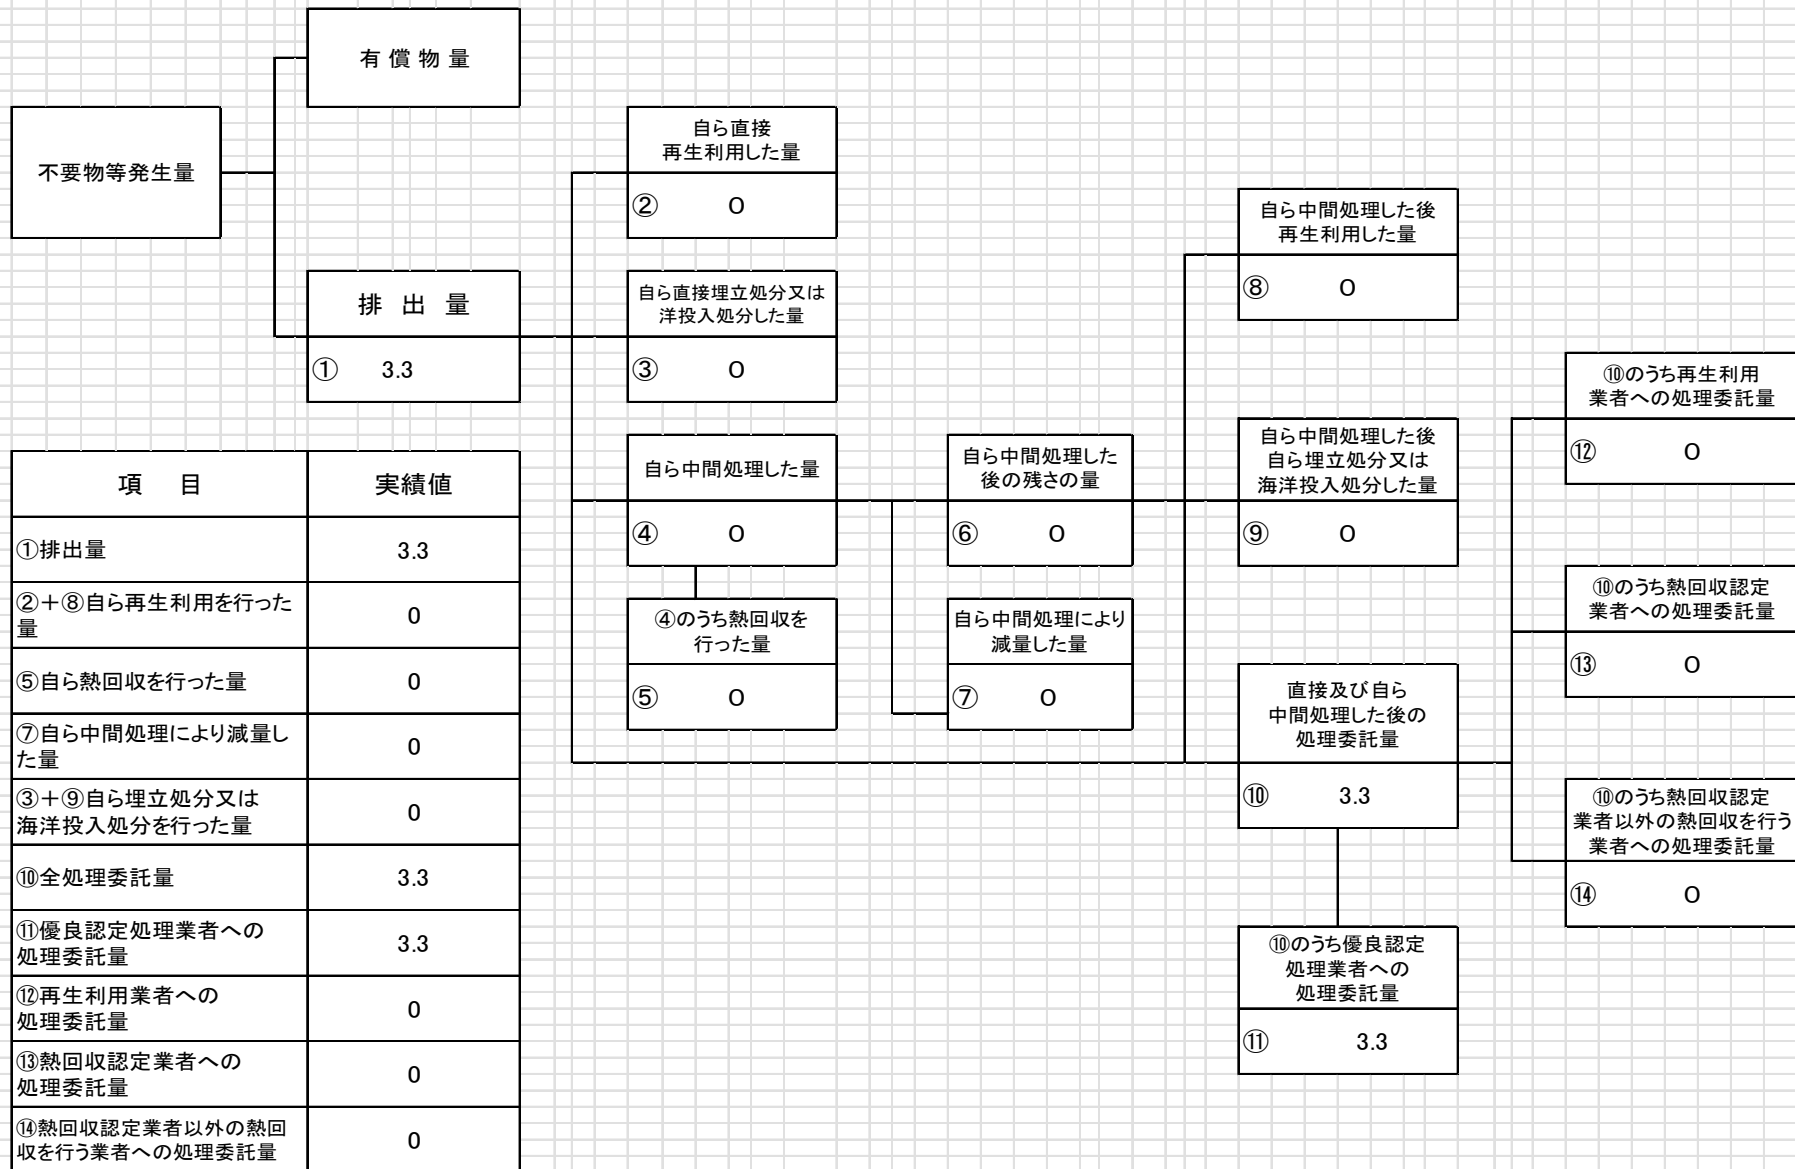 有 償 物 量
不要物等発生量
自ら直接
再生利用した量
② 0
自ら中間処理した後
再生利用した量
⑧ 0
排 出 量
① 3.3
自ら直接埋立処分又は
洋投入処分した量
③ 0
⑩のうち再生利用
業者への処理委託量
⑫ 0
自ら中間処理した量
④ 0
自ら中間処理した
後の残さの量
⑥ 0
自ら中間処理した後
自ら埋立処分又は
海洋投入処分した量
⑨ 0
④のうち熱回収を
行った量
⑤ 0
自ら中間処理により
減量した量
⑦ 0
⑩のうち熱回収認定
業者への処理委託量
⑬ 0
直接及び自ら
中間処理した後の
処理委託量
⑩ 3.3
⑩のうち熱回収認定
業者以外の熱回収を行う
業者への処理委託量
⑭ 0
⑩のうち優良認定
処理業者への
処理委託量
⑪ 3.3
項 目 実績値
①排出量 3.3
②＋⑧自ら再生利用を行った
量 0
⑤自ら熱回収を行った量 0
⑦自ら中間処理により減量し
た量 0
③＋⑨自ら埋立処分又は
海洋投入処分を行った量 0
⑩全処理委託量 3.3
⑪優良認定処理業者への
処理委託量 3.3
⑫再生利用業者への
処理委託量 0
⑬熱回収認定業者への
処理委託量 0
⑭熱回収認定業者以外の熱回
収を行う業者への処理委託量 0